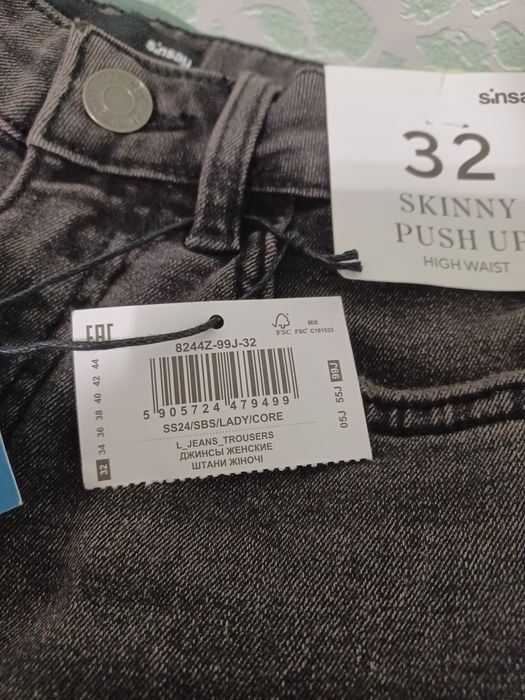 sinsay
sinsa
32
SKINNY
PUSH UP
HIGH WAIST
EAC
FSC
MIX
FSC® C181533
8244Z-99J-32
5 905724 479499
SS24/SBS/LADY/CORE
L_JEANS_TROUSERS
ДЖИНСЫ ЖЕНСКИЕ
ШТАНИ ЖІНОЧІ
32 34 36 38 40 42 44
05J 55J 99J